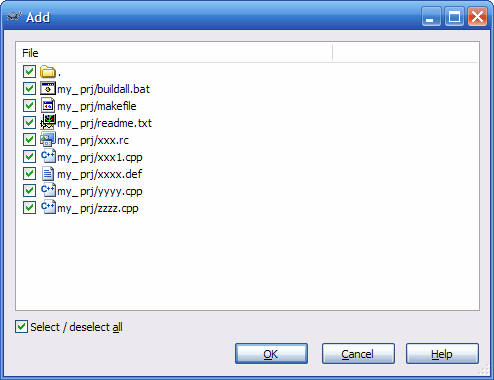 Add
File
.
my_prj/buildall.bat
my_prj/makefile
my_prj/readme.txt
my_prj/xxx.rc
my_prj/xxx1.cpp
my_prj/xxxx.def
my_prj/yyyy.cpp
my_prj/zzzz.cpp
Select / deselect all
OK Cancel Help